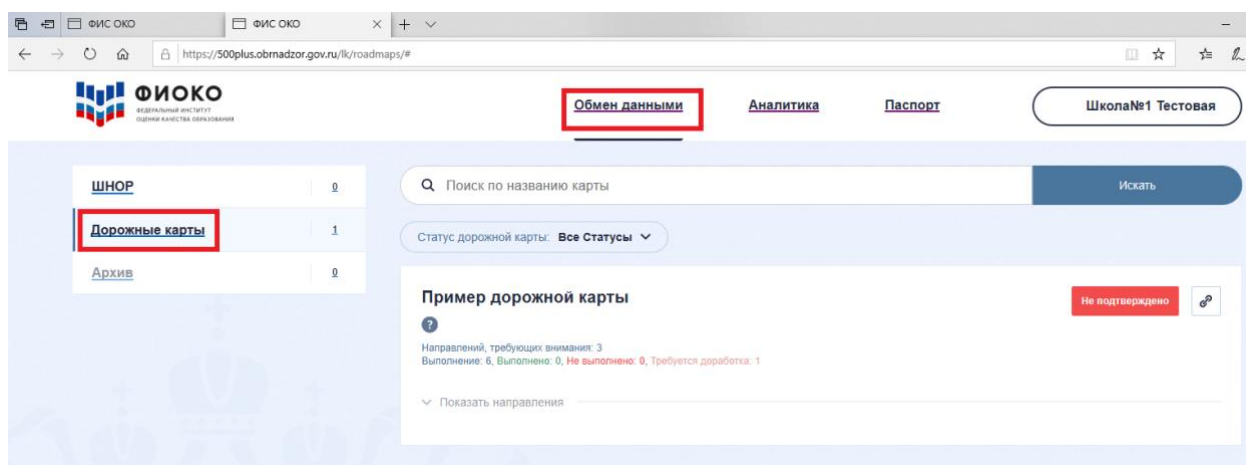 ФИС ОКО
ФИС ОКО
https://500plus.obrnadzor.gov.ru/lk/roadmaps/#
ФИОКО
ФЕДЕРАЛЬНЫЙ ИНСТИТУТ
ОЦЕНКИ КАЧЕСТВА ОБРАЗОВАНИЯ
Обмен данными Аналитика Паспорт Школа№1 Тестовая
ШНОР 0
Дорожные карты 1
Архив 0
Поиск по названию карты Искать
Статус дорожной карты: Все Статусы
Пример дорожной карты Не подтверждено
?
Направлений, требующих внимания: 3
Выполнение: 6, Выполнено: 0, Не выполнено: 0, Требуется доработка: 1
Показать направления